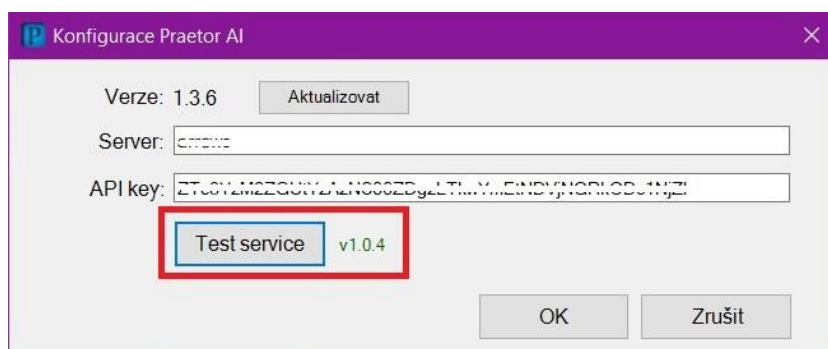 Konfigurace Praetor AI
Verze: 1.3.6 Aktualizovat
Server:
API key:
Test service v1.0.4
OK Zrušit